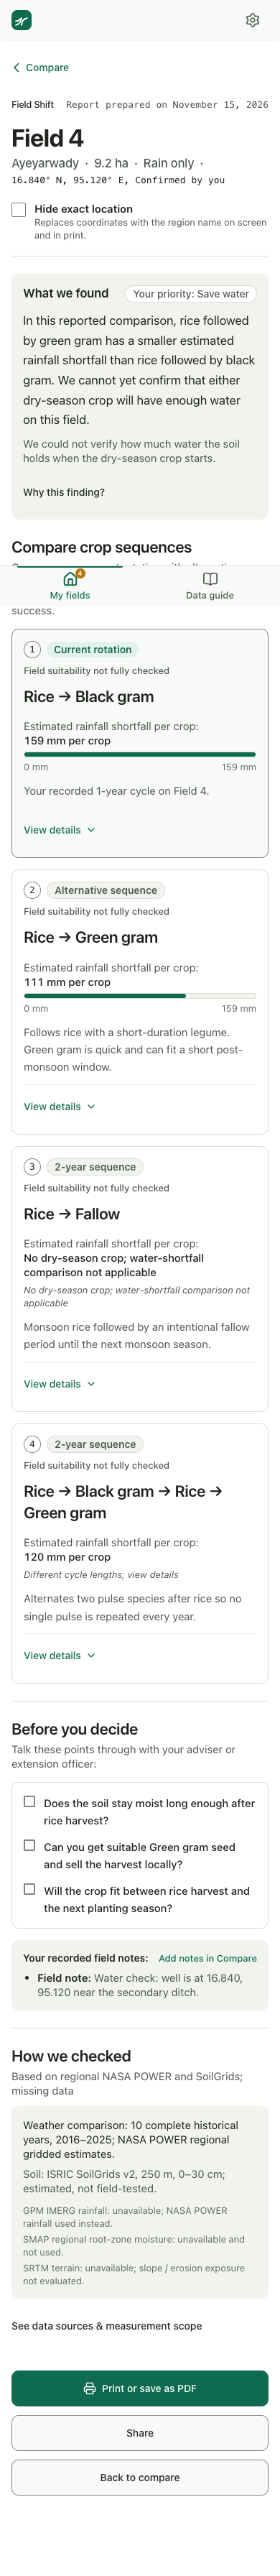 Compare
Field Shift Report prepared on November 15, 2026
Field 4
Ayeyarwady · 9.2 ha · Rain only ·
16.840° N, 95.120° E, Confirmed by you
Hide exact location
Replaces coordinates with the region name on screen
and in print.
What we found Your priority: Save water
In this reported comparison, rice followed
by green gram has a smaller estimated
rainfall shortfall than rice followed by black
gram. We cannot yet confirm that either
dry-season crop will have enough water
on this field.
We could not verify how much water the soil
holds when the dry-season crop starts.
Why this finding?
Compare crop sequences
4
My fields Data guide
success.
1 Current rotation
Field suitability not fully checked
Rice → Black gram
Estimated rainfall shortfall per crop:
159 mm per crop
0 mm 159 mm
Your recorded 1-year cycle on Field 4.
View details
2 Alternative sequence
Field suitability not fully checked
Rice → Green gram
Estimated rainfall shortfall per crop:
111 mm per crop
0 mm 159 mm
Follows rice with a short-duration legume.
Green gram is quick and can fit a short post-
monsoon window.
View details
3 2-year sequence
Field suitability not fully checked
Rice → Fallow
Estimated rainfall shortfall per crop:
No dry-season crop; water-shortfall
comparison not applicable
No dry-season crop; water-shortfall comparison not
applicable
Monsoon rice followed by an intentional fallow
period until the next monsoon season.
View details
4 2-year sequence
Field suitability not fully checked
Rice → Black gram → Rice →
Green gram
Estimated rainfall shortfall per crop:
120 mm per crop
Different cycle lengths; view details
Alternates two pulse species after rice so no
single pulse is repeated every year.
View details
Before you decide
Talk these points through with your adviser or
extension officer:
Does the soil stay moist long enough after
rice harvest?
Can you get suitable Green gram seed
and sell the harvest locally?
Will the crop fit between rice harvest and
the next planting season?
Your recorded field notes: Add notes in Compare
• Field note: Water check: well is at 16.840,
95.120 near the secondary ditch.
How we checked
Based on regional NASA POWER and SoilGrids;
missing data
Weather comparison: 10 complete historical
years, 2016–2025; NASA POWER regional
gridded estimates.
Soil: ISRIC SoilGrids v2, 250 m, 0–30 cm;
estimated, not field-tested.
GPM IMERG rainfall: unavailable; NASA POWER
rainfall used instead.
SMAP regional root-zone moisture: unavailable and
not used.
SRTM terrain: unavailable; slope / erosion exposure
not evaluated.
See data sources & measurement scope
Print or save as PDF
Share
Back to compare